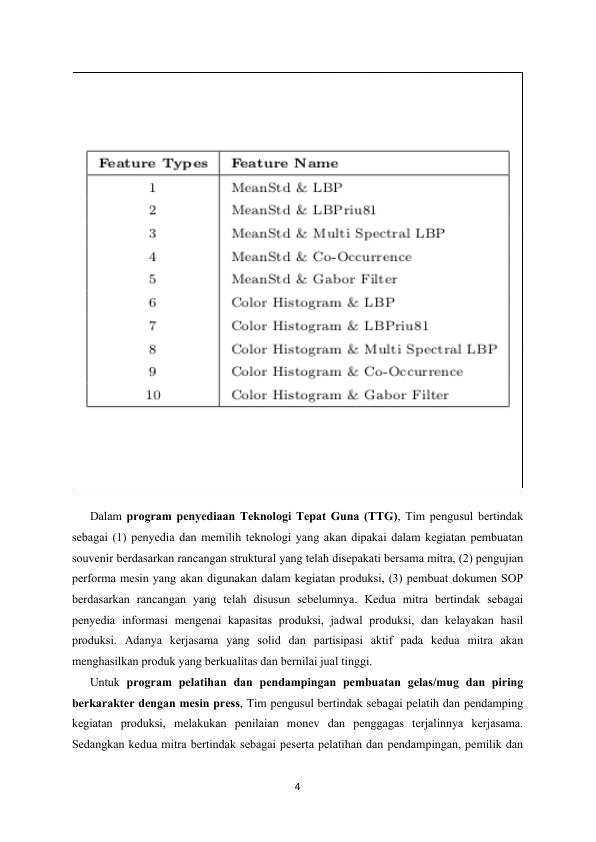 Feature Types Feature Name
1 MeanStd & LBP
2 MeanStd & LBPriu81
3 MeanStd & Multi Spectral LBP
4 MeanStd & Co-Occurrence
5 MeanStd & Gabor Filter
6 Color Histogram & LBP
7 Color Histogram & LBPriu81
8 Color Histogram & Multi Spectral LBP
9 Color Histogram & Co-Occurrence
10 Color Histogram & Gabor Filter
Dalam program penyediaan Teknologi Tepat Guna (TTG), Tim pengusul bertindak
sebagai (1) penyedia dan memilih teknologi yang akan dipakai dalam kegiatan pembuatan
souvenir berdasarkan rancangan struktural yang telah disepakati bersama mitra, (2) pengujian
performa mesin yang akan digunakan dalam kegiatan produksi, (3) pembuat dokumen SOP
berdasarkan rancangan yang telah disusun sebelumnya. Kedua mitra bertindak sebagai
penyedia informasi mengenai kapasitas produksi, jadwal produksi, dan kelayakan hasil
produksi. Adanya kerjasama yang solid dan partisipasi aktif pada kedua mitra akan
menghasilkan produk yang berkualitas dan bernilai jual tinggi.
Untuk program pelatihan dan pendampingan pembuatan gelas/mug dan piring
berkarakter dengan mesin press, Tim pengusul bertindak sebagai pelatih dan pendamping
kegiatan produksi, melakukan penilaian monev dan penggagas terjalinnya kerjasama.
Sedangkan kedua mitra bertindak sebagai peserta pelatihan dan pendampingan, pemilik dan
4